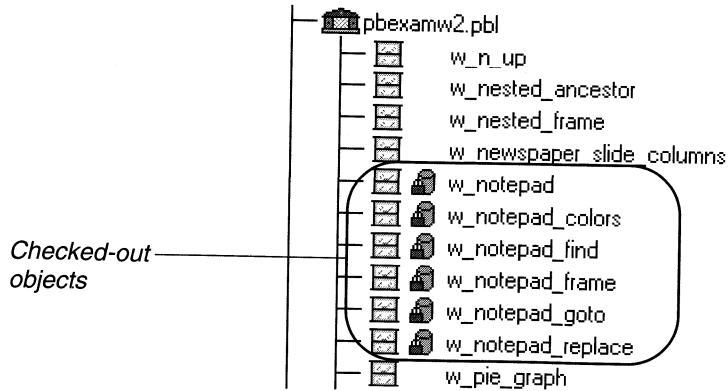 pbexamw2.pbl
w_n_up
w_nested_ancestor
w_nested_frame
w_newspaper_slide_columns
w_notepad
w_notepad_colors
w_notepad_find
w_notepad_frame
w_notepad_goto
w_notepad_replace
w_pie_graph
Checked-out
objects